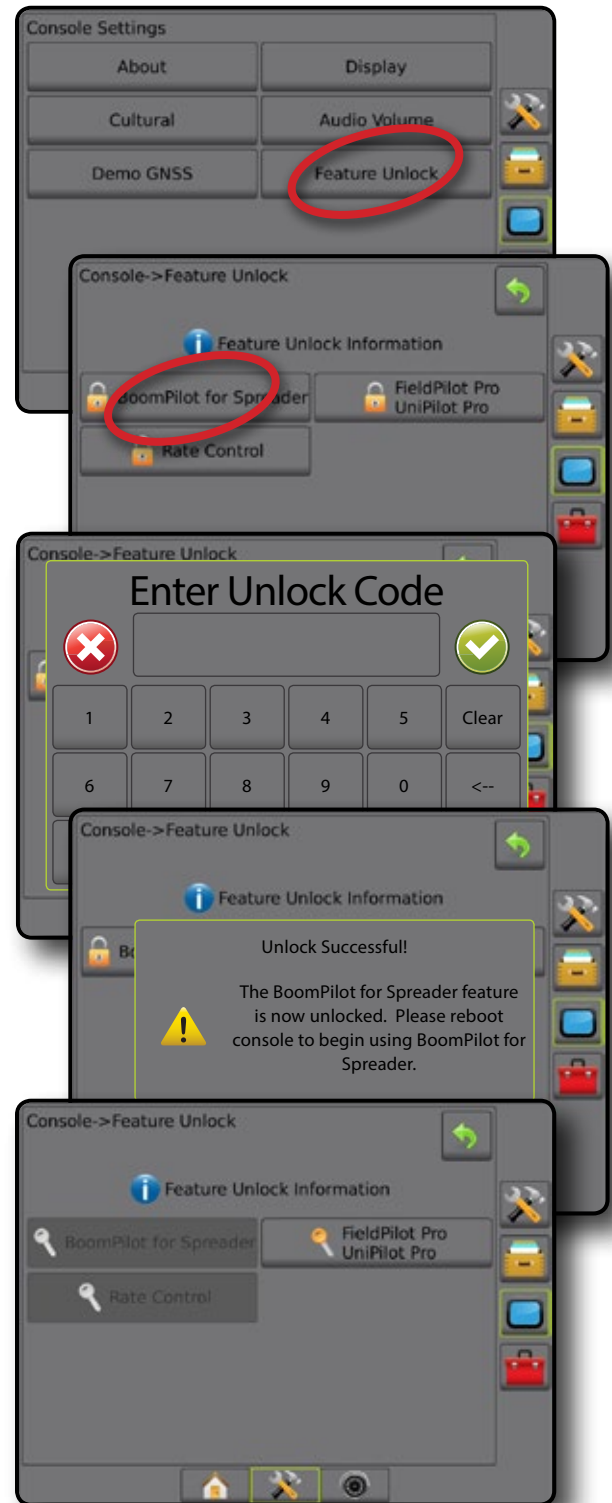 Console Settings
About
Display
Cultural
Audio Volume
Demo GNSS
Feature Unlock
Console->Feature Unlock
Feature Unlock Information
BoomPilot for Spreader
FieldPilot Pro
UniPilot Pro
Rate Control
Console->Feature Unlock
Enter Unlock Code
1
2
3
4
5
Clear
6
7
8
9
0
<--
Console->Feature Unlock
Feature Unlock Information
Bo
Unlock Successful!
The BoomPilot for Spreader feature
is now unlocked. Please reboot
console to begin using BoomPilot for
Spreader.
Console->Feature Unlock
Feature Unlock Information
BoomPilot for Spreader
FieldPilot Pro
UniPilot Pro
Rate Control